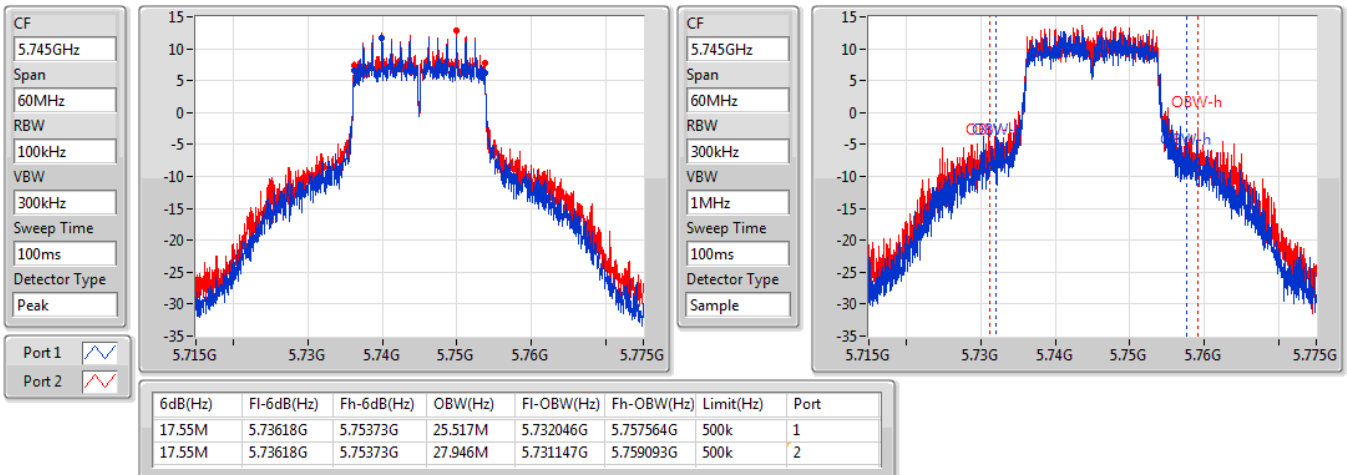 CF
5.745GHz
Span
60MHz
RBW
100kHz
VBW
300kHz
Sweep Time
100ms
Detector Type
Peak
Port 1
Port 2
15
10
5
0
-5
-10
-15
-20
-25
-30
-35
5.715G 5.73G 5.74G 5.75G 5.76G 5.775G
CF
5.745GHz
Span
60MHz
RBW
300kHz
VBW
1MHz
Sweep Time
100ms
Detector Type
Sample
15
10
5
0
-5
-10
-15
-20
-25
-30
-35
OBW-h
OBW-h
5.715G 5.73G 5.74G 5.75G 5.76G 5.775G
6dB(Hz) Fl-6dB(Hz) Fh-6dB(Hz) OBW(Hz) Fl-OBW(Hz) Fh-OBW(Hz) Limit(Hz) Port
17.55M 5.73618G 5.75373G 25.517M 5.732046G 5.757564G 500k 1
17.55M 5.73618G 5.75373G 27.946M 5.731147G 5.759093G 500k 2